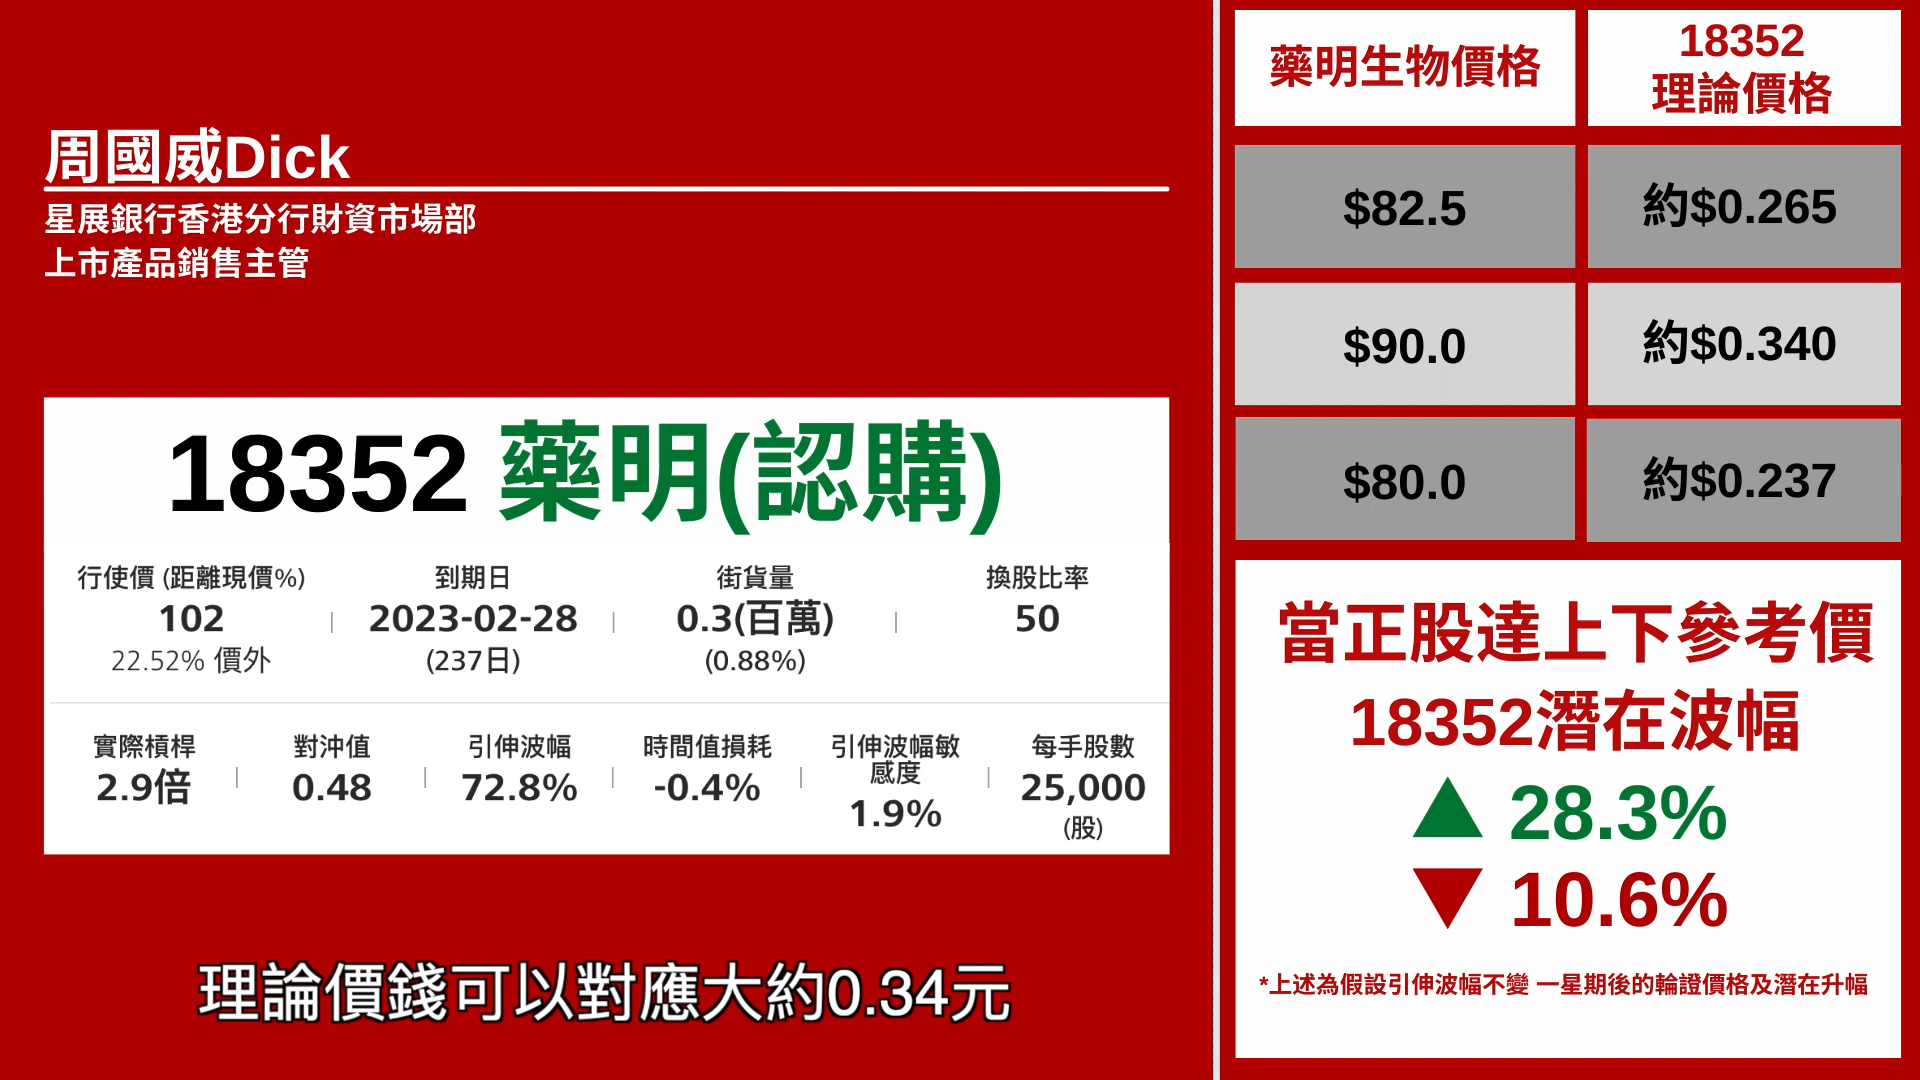 周國威Dick
星展銀行香港分行財資市場部
上市產品銷售主管
18352 藥明(認購)
行使價 (距離現價%)
102
22.52% 價外
到期日
2023-02-28
(237日)
街貨量
0.3(百萬)
(0.88%)
換股比率
50
實際槓桿
2.9倍
對沖值
0.48
引伸波幅
72.8%
時間值損耗
-0.4%
引伸波幅敏
感度
1.9%
每手股數
25,000
(股)
理論價錢可以對應大約0.34元
藥明生物價格
18352
理論價格
$82.5
約$0.265
$90.0
約$0.340
$80.0
約$0.237
當正股達上下參考價
18352潛在波幅
▲ 28.3%
▼ 10.6%
*上述為假設引伸波幅不變 一星期後的輪證價格及潛在升幅